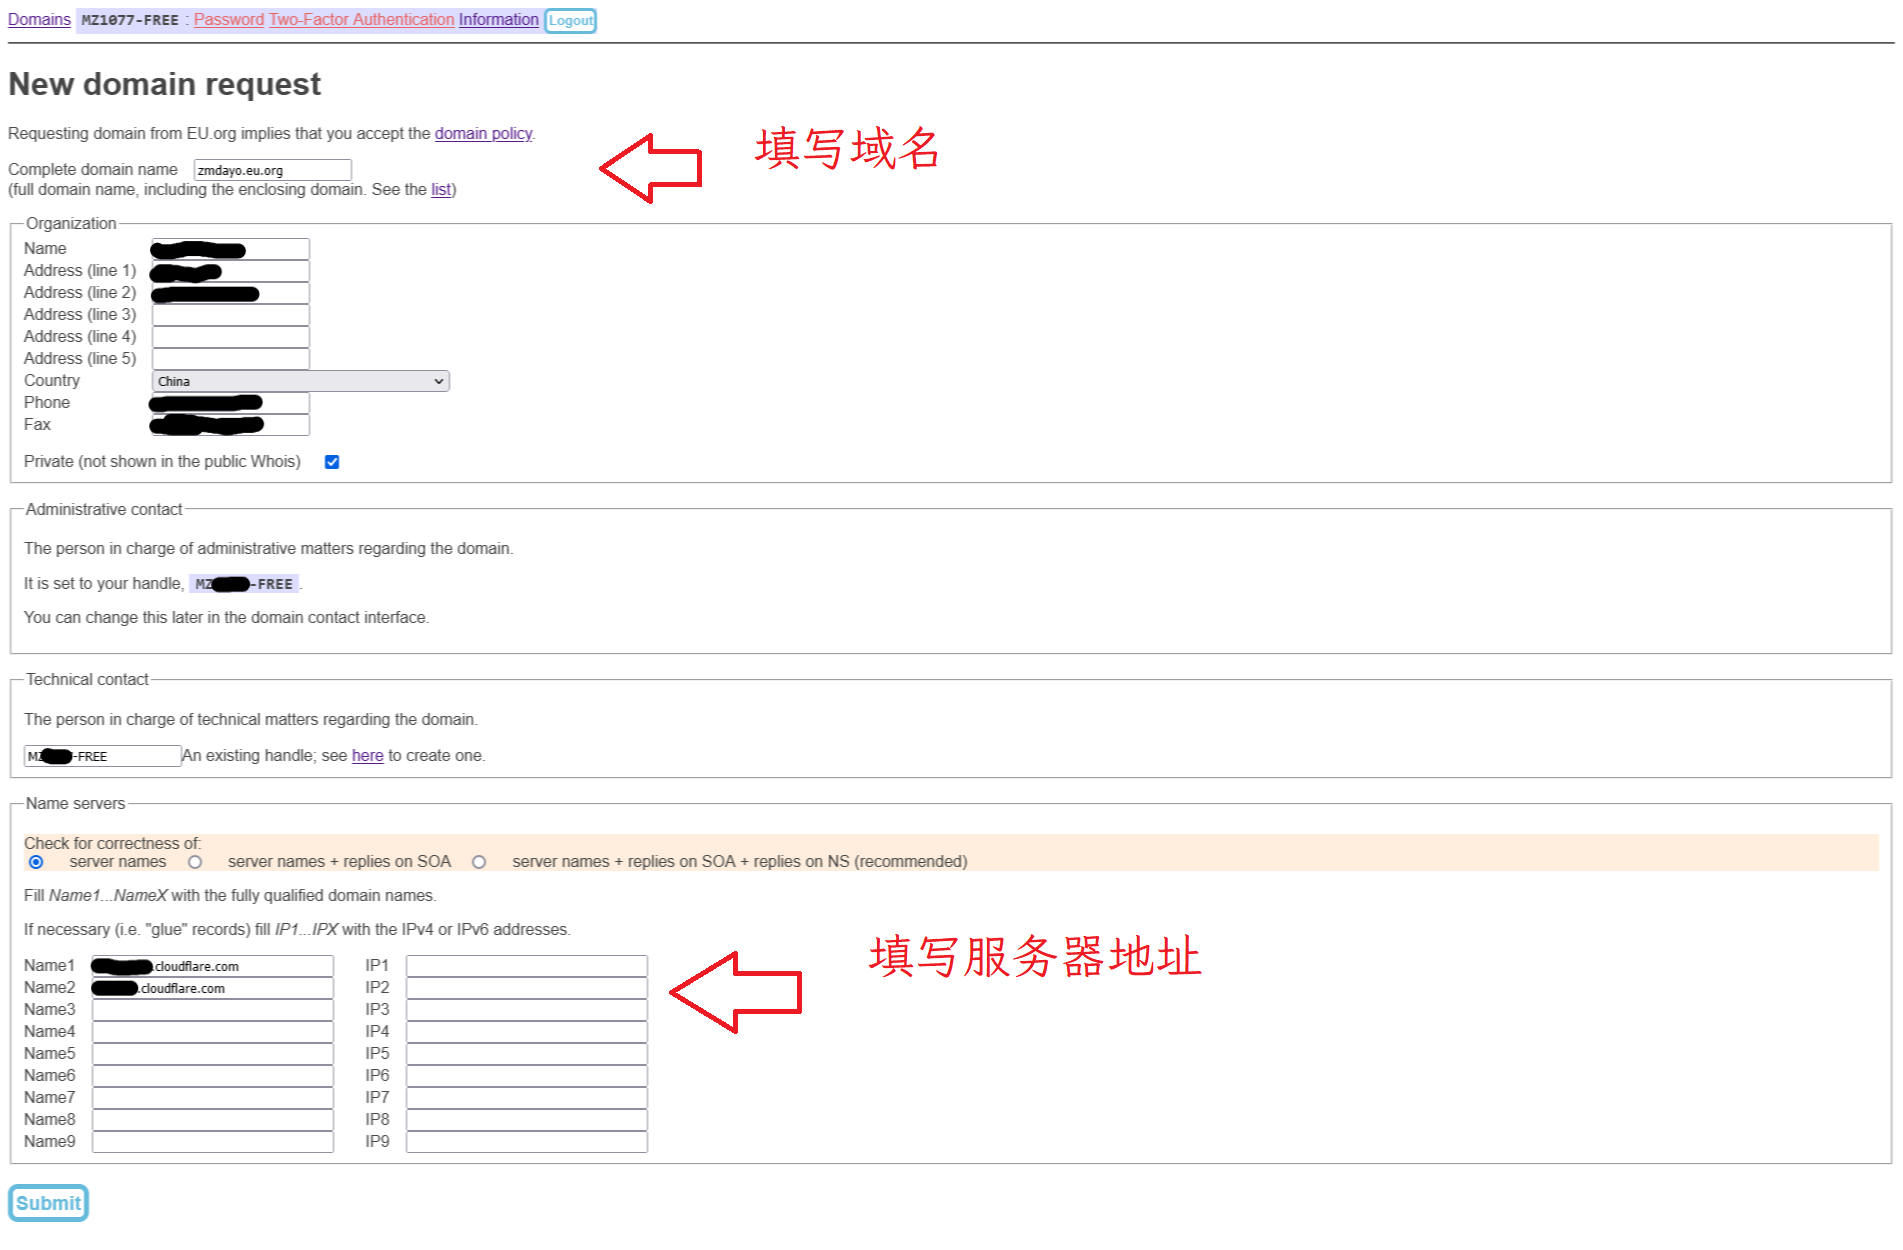 Domains MZ1077-FREE : Password Two-Factor Authentication Information Logout
New domain request
Requesting domain from EU.org implies that you accept the domain policy.
填写域名
Complete domain name zmdayo.eu.org
(full domain name, including the enclosing domain. See the list)
Organization
Name
Address (line 1)
Address (line 2)
Address (line 3)
Address (line 4)
Address (line 5)
Country China
Phone
Fax
Private (not shown in the public Whois)
Administrative contact
The person in charge of administrative matters regarding the domain.
It is set to your handle, MZ -FREE .
You can change this later in the domain contact interface.
Technical contact
The person in charge of technical matters regarding the domain.
MZ -FREE An existing handle; see here to create one.
Name servers
Check for correctness of:
server names server names + replies on SOA server names + replies on SOA + replies on NS (recommended)
Fill Name1...NameX with the fully qualified domain names.
If necessary (i.e. "glue" records) fill IP1...IPX with the IPv4 or IPv6 addresses.
填写服务器地址
Name1 .cloudflare.com IP1
Name2 .cloudflare.com IP2
Name3 IP3
Name4 IP4
Name5 IP5
Name6 IP6
Name7 IP7
Name8 IP8
Name9 IP9
Submit